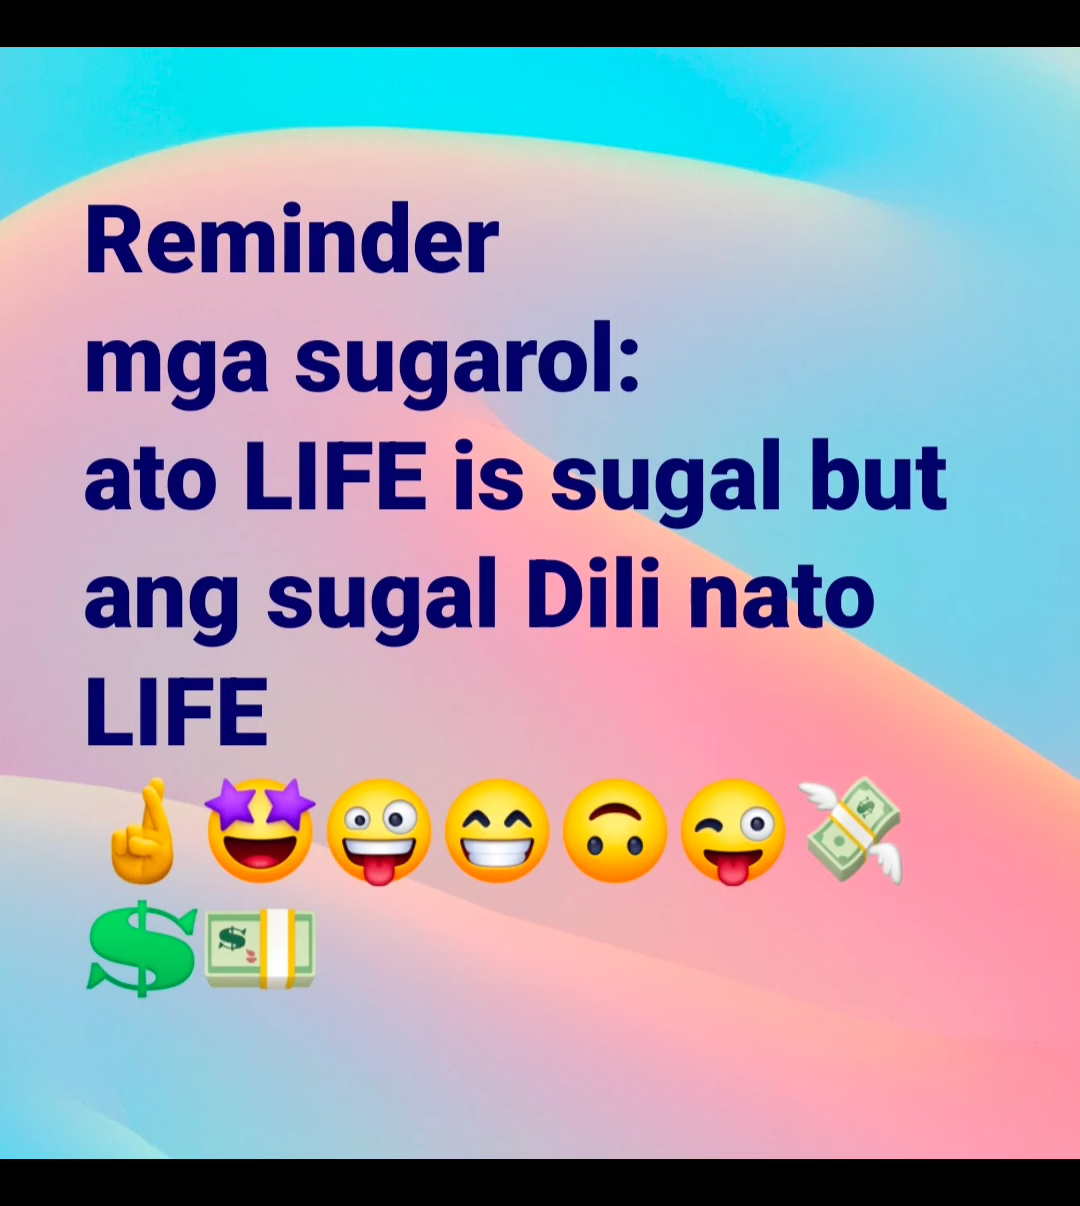 Reminder
mga sugarol:
ato LIFE is sugal but
ang sugal Dili nato
LIFE
🤞🤩🤪😁🙃😜💸
💲💵